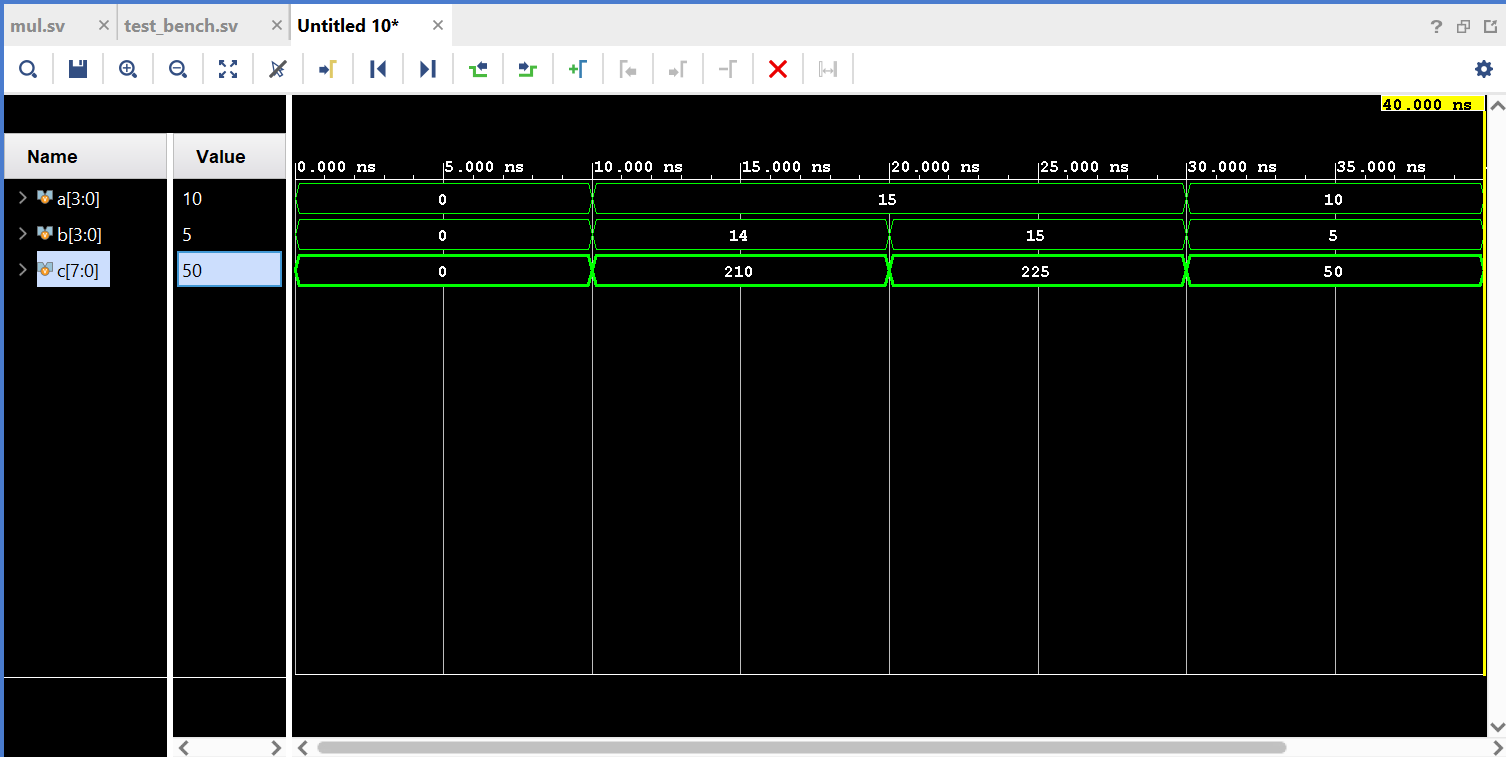 mul.sv test_bench.sv Untitled 10*
40.000 ns
Name Value
0.000 ns 5.000 ns 10.000 ns 15.000 ns 20.000 ns 25.000 ns 30.000 ns 35.000 ns
a[3:0] 10 0 15 10
b[3:0] 5 0 14 15 5
c[7:0] 50 0 210 225 50